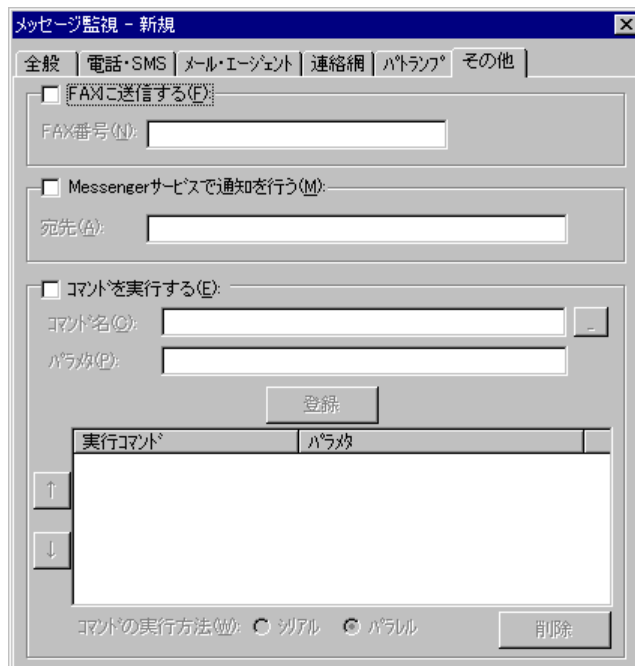 メッセージ監視 - 新規
全般 電話・SMS メール・エージェント 連絡網 パトランプ その他
FAXに送信する(F):
FAX番号(N):
Messengerサービスで通知を行う(M):
宛先(A):
コマンドを実行する(E):
コマンド名(C): ...
パラメタ(P):
登録
実行コマンド パラメタ
↑
↓
コマンドの実行方法(W): シリアル パラレル 削除